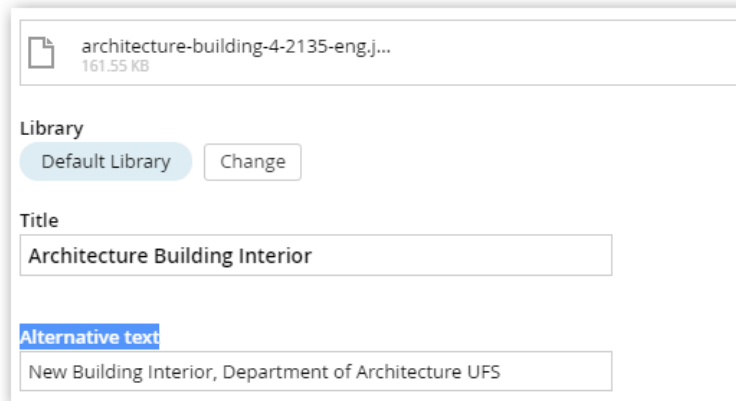 architecture-building-4-2135-eng.j...
161.55 KB
Library
Default Library Change
Title
Architecture Building Interior
Alternative text
New Building Interior, Department of Architecture UFS